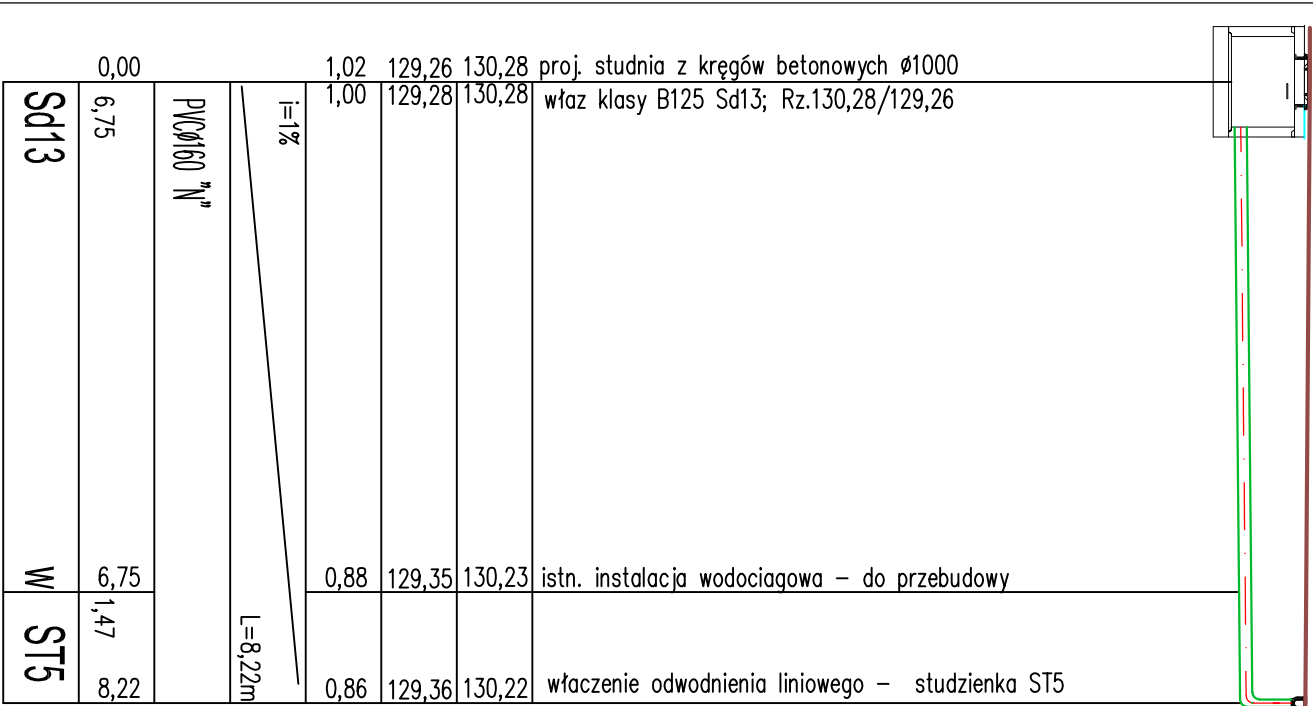 0,00 1,02 129,26 130,28 proj. studnia z kręgów betonowych Ø1000
1,00 129,28 130,28 właz klasy B125 Sd13; Rz.130,28/129,26
Sd13
6,75
PVCØ160 "N"
i=1%
W 6,75 0,88 129,35 130,23 istn. instalacja wodociagowa – do przebudowy
1,47
ST5
L=8,22m
8,22 0,86 129,36 130,22 właczenie odwodnienia liniowego – studzienka ST5